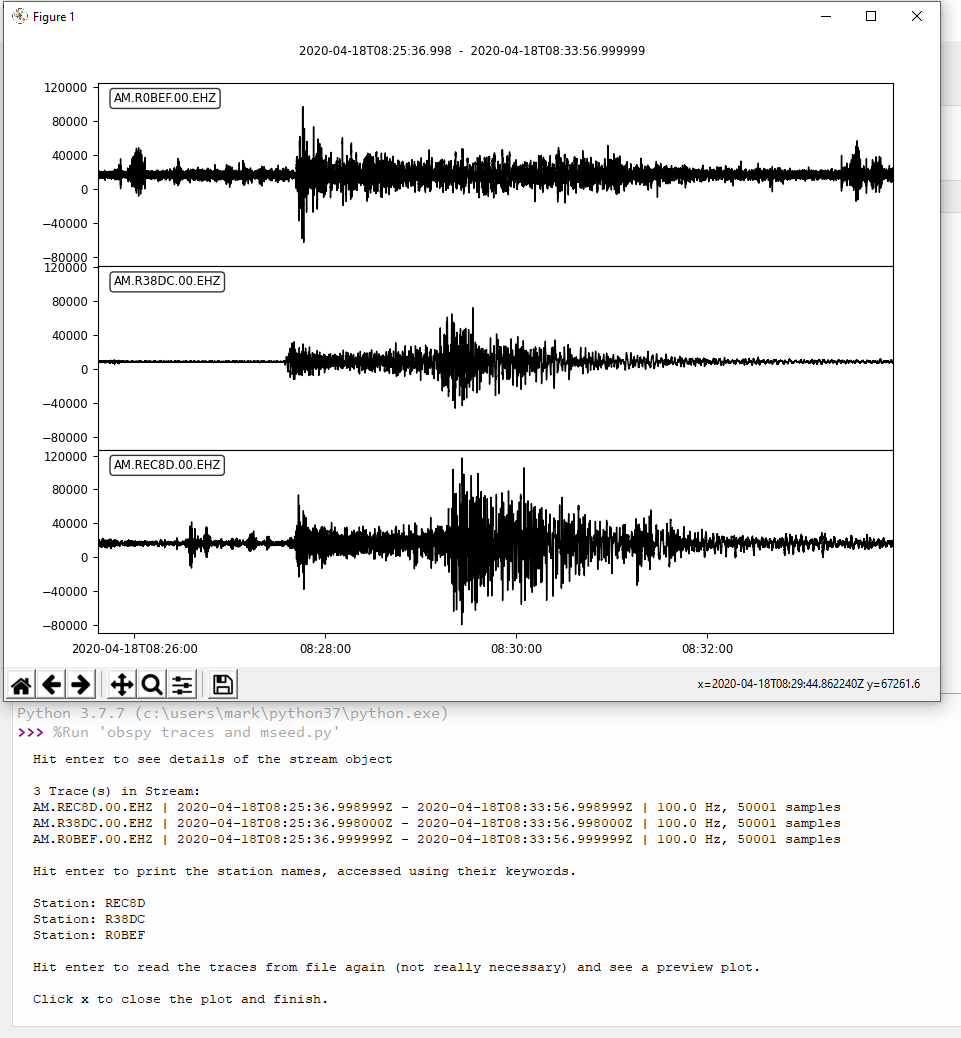 Figure 1
2020-04-18T08:25:36.998 - 2020-04-18T08:33:56.999999
120000
AM.R0BEF.00.EHZ
80000
40000
0
−40000
−80000
120000
AM.R38DC.00.EHZ
80000
40000
0
−40000
−80000
120000
AM.REC8D.00.EHZ
80000
40000
0
−40000
−80000
2020-04-18T08:26:00 08:28:00 08:30:00 08:32:00
x=2020-04-18T08:29:44.862240Z y=67261.6
Python 3.7.7 (c:\users\mark\python37\python.exe)
>>> %Run 'obspy traces and mseed.py'
Hit enter to see details of the stream object
3 Trace(s) in Stream:
AM.REC8D.00.EHZ | 2020-04-18T08:25:36.998999Z - 2020-04-18T08:33:56.998999Z | 100.0 Hz, 50001 samples
AM.R38DC.00.EHZ | 2020-04-18T08:25:36.998000Z - 2020-04-18T08:33:56.998000Z | 100.0 Hz, 50001 samples
AM.R0BEF.00.EHZ | 2020-04-18T08:25:36.999999Z - 2020-04-18T08:33:56.999999Z | 100.0 Hz, 50001 samples
Hit enter to print the station names, accessed using their keywords.
Station: REC8D
Station: R38DC
Station: R0BEF
Hit enter to read the traces from file again (not really necessary) and see a preview plot.
Click x to close the plot and finish.